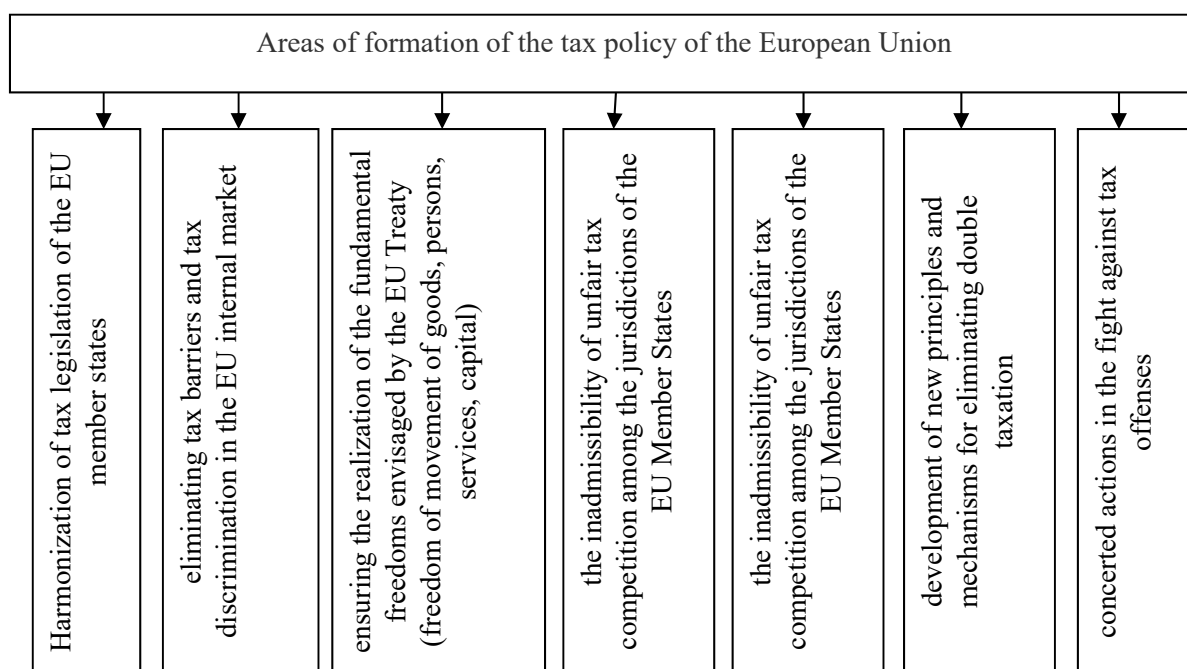 Areas of formation of the tax policy of the European Union
Harmonization of tax legislation of the EU
member states
eliminating tax barriers and tax
discrimination in the EU internal market
ensuring the realization of the fundamental
freedoms envisaged by the EU Treaty
(freedom of movement of goods, persons,
services, capital)
the inadmissibility of unfair tax
competition among the jurisdictions of the
EU Member States
the inadmissibility of unfair tax
competition among the jurisdictions of the
EU Member States
development of new principles and
mechanisms for eliminating double
taxation
concerted actions in the fight against tax
offenses